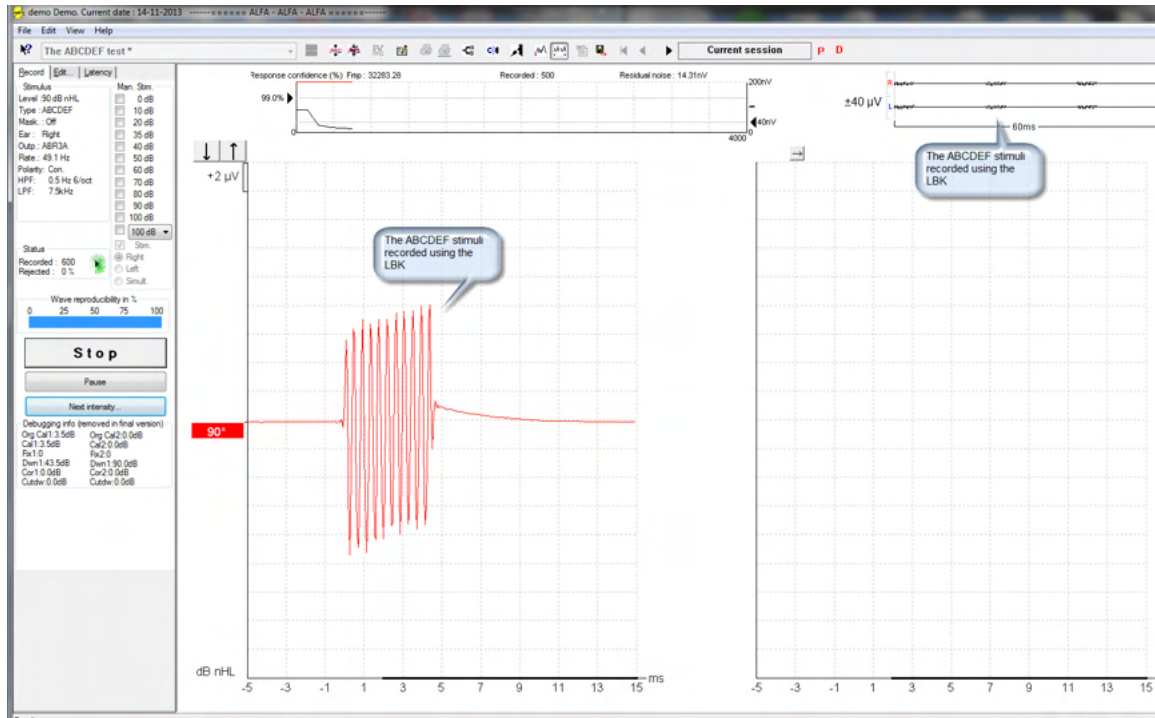 demo Demo. Current date : 14-11-2013 ------====== ALFA - ALFA - ALFA ======------
File Edit View Help
The ABCDEF test *
Current session P D
Record Edit... Latency
Stimulus
Level :90 dB nHL
Type : ABCDEF
Mask. : Off
Ear : Right
Outp.: ABR3A
Rate.: 49.1 Hz
Polarity: Con.
HPF: 0.5 Hz 6/oct
LPF: 7.5kHz
Man. Stim.
0 dB
10 dB
20 dB
35 dB
40 dB
50 dB
60 dB
70 dB
80 dB
90 dB
100 dB
100 dB
Stim.
Right
Left
Simult.
Status
Recorded : 600
Rejected : 0 %
Wave reproducibility in %
0 25 50 75 100
Stop
Pause
Next intensity...
Debugging info (removed in final version)
Org Cal1:3.5dB Org Cal2:0.0dB
Cal1:3.5dB Cal2:0.0dB
Fix1:0 Fix2:0
Dwn1:43.5dB Dwn1:90.0dB
Cor1:0.0dB Cor2:0.0dB
Cutdw:0.0dB Cutdw:0.0dB
Response confidence (%) Fmp : 32283.28 Recorded : 500 Residual noise : 14.31nV
99.0%
0
200nV
40nV
0
4000
±40 µV
R
L
60ms
The ABCDEF stimuli
recorded using the
LBK
+2 µV
The ABCDEF stimuli
recorded using the
LBK
90"
dB nHL
-5 -3 -1 1 3 5 7 9 11 13 15 ms
-5 -3 -1 1 3 5 7 9 11 13 15